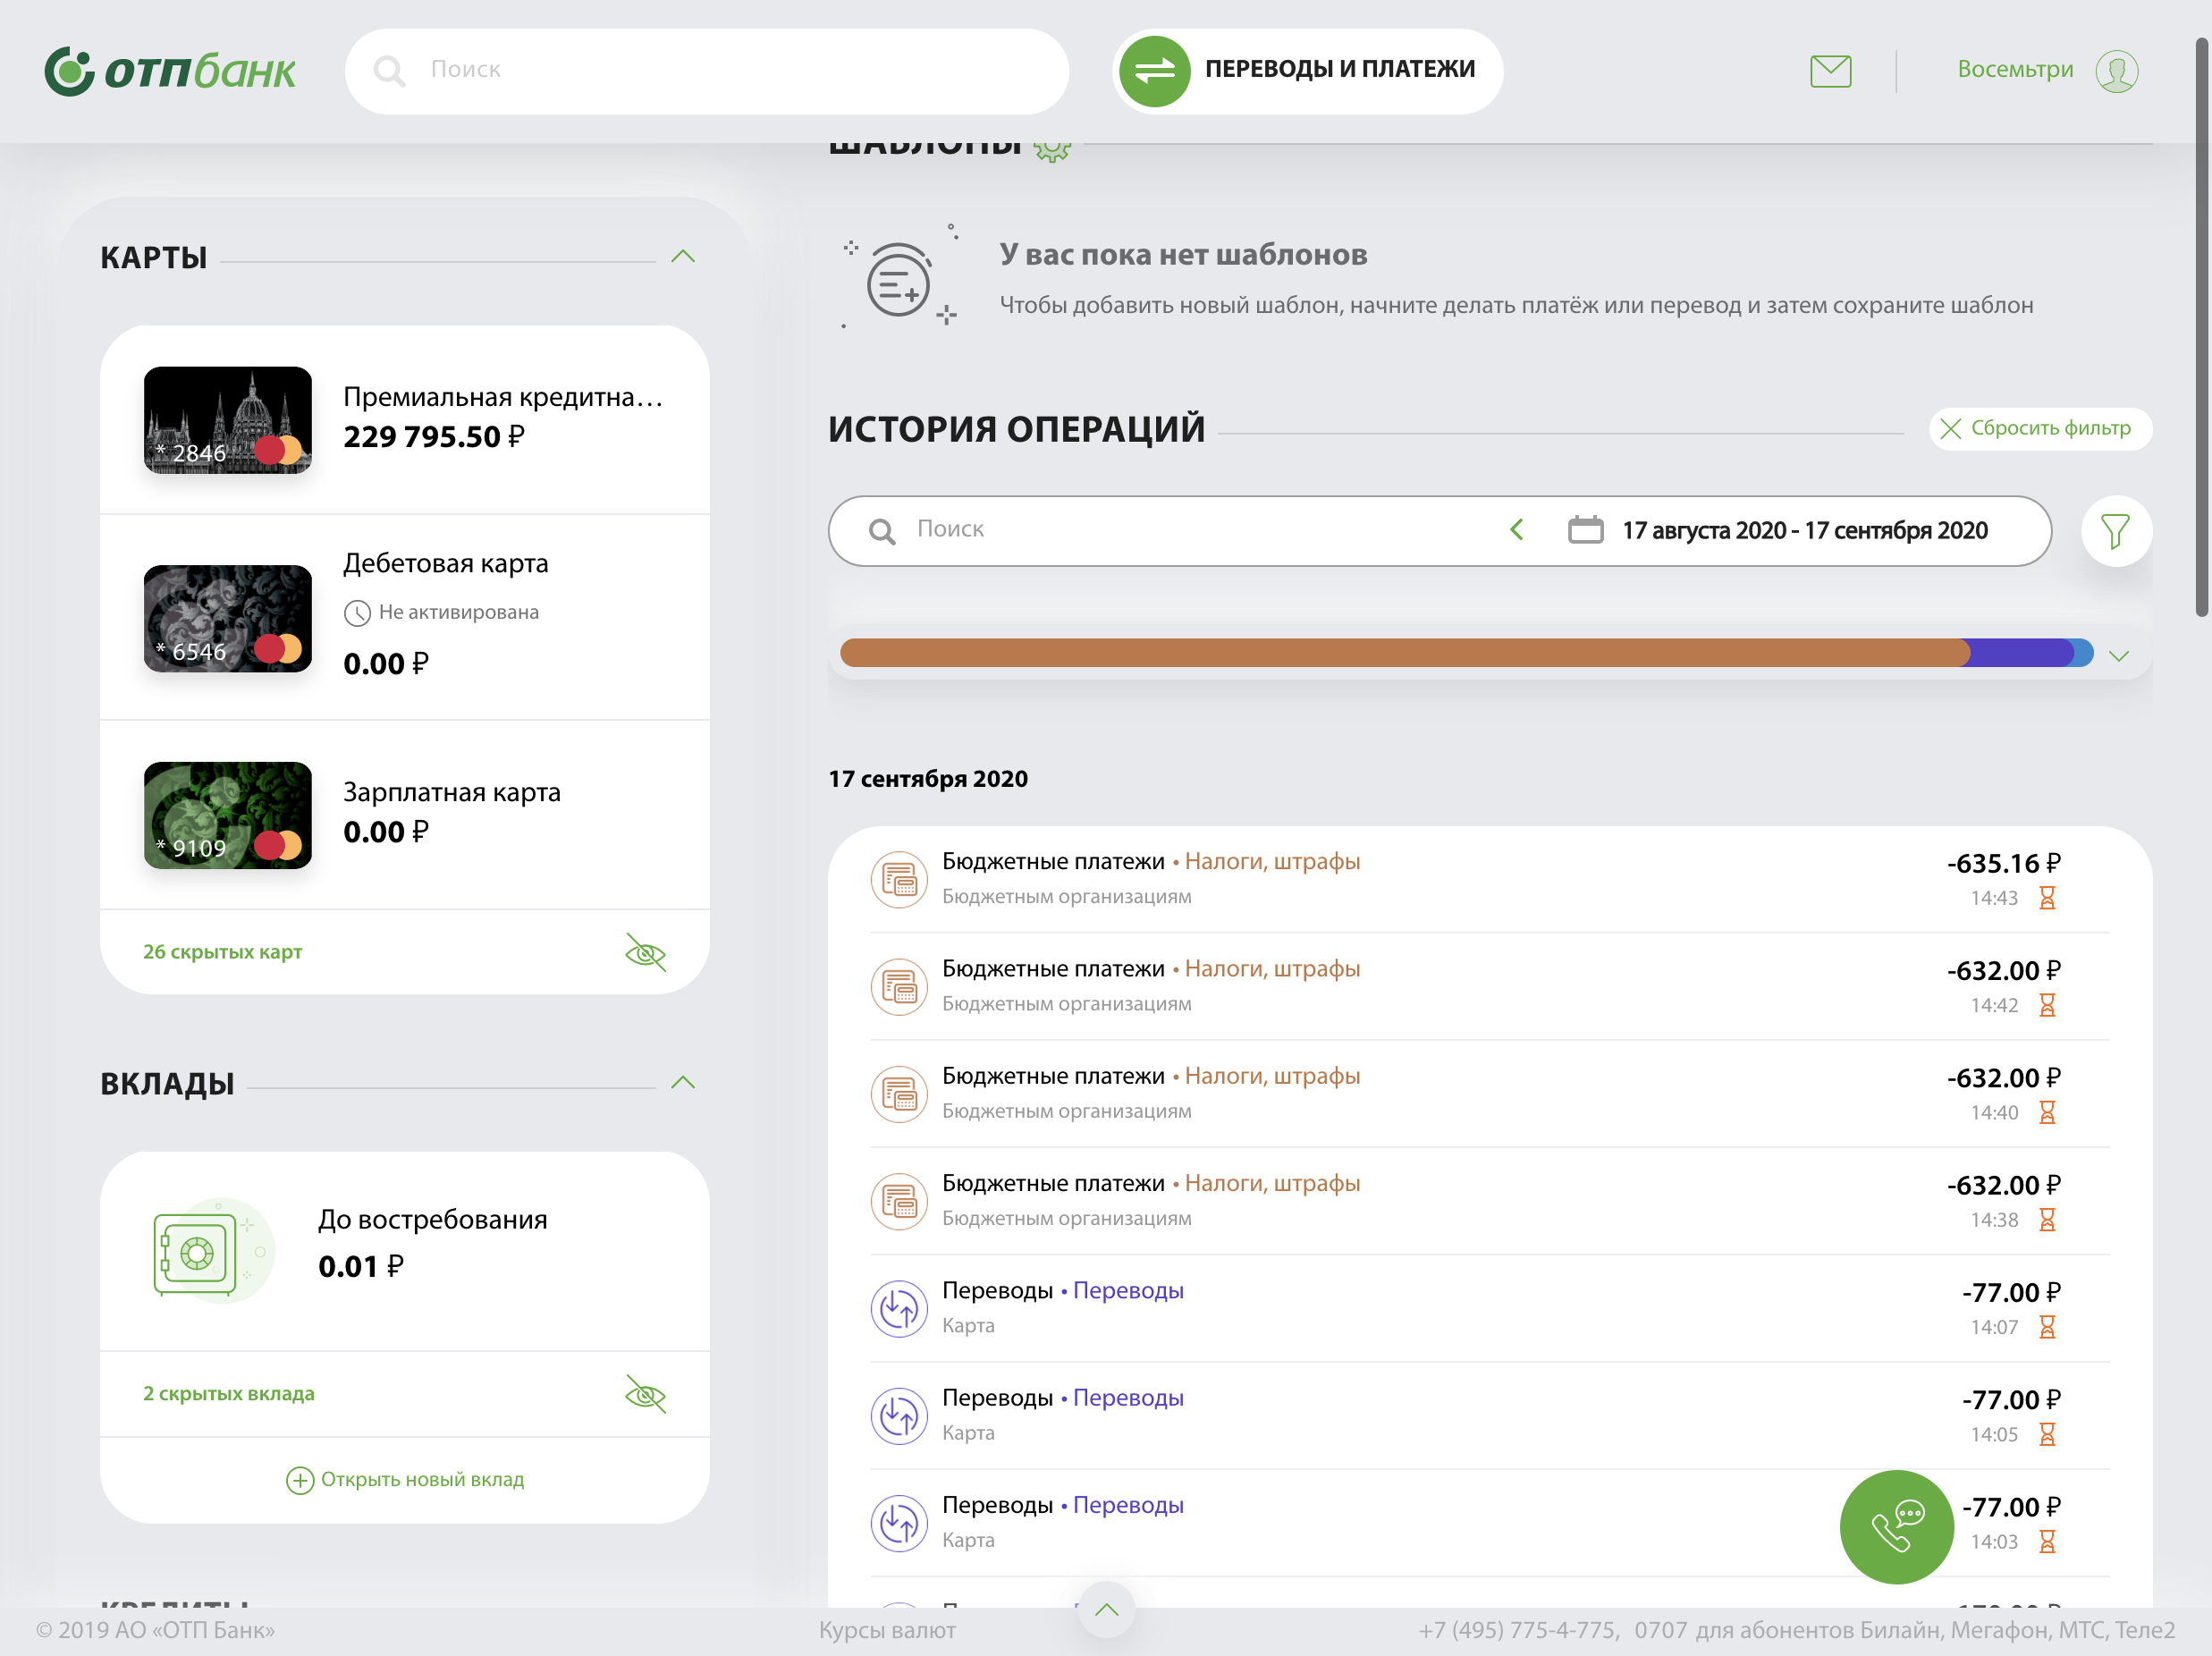 отпбанк
Поиск
ПЕРЕВОДЫ И ПЛАТЕЖИ
Восемьтри
КАРТЫ
Премиальная кредитна...
* 2846
229 795.50 ₽
Дебетовая карта
Не активирована
* 6546
0.00 ₽
Зарплатная карта
* 9109
0.00 ₽
26 скрытых карт
ВКЛАДЫ
До востребования
0.01 ₽
2 скрытых вклада
Открыть новый вклад
КРЕДИТЫ
ШАБЛОНЫ
У вас пока нет шаблонов
Чтобы добавить новый шаблон, начните делать платёж или перевод и затем сохраните шаблон
ИСТОРИЯ ОПЕРАЦИЙ
Сбросить фильтр
Поиск
17 августа 2020 - 17 сентября 2020
17 сентября 2020
Бюджетные платежи • Налоги, штрафы -635.16 ₽
Бюджетным организациям 14:43
Бюджетные платежи • Налоги, штрафы -632.00 ₽
Бюджетным организациям 14:42
Бюджетные платежи • Налоги, штрафы -632.00 ₽
Бюджетным организациям 14:40
Бюджетные платежи • Налоги, штрафы -632.00 ₽
Бюджетным организациям 14:38
Переводы • Переводы -77.00 ₽
Карта 14:07
Переводы • Переводы -77.00 ₽
Карта 14:05
Переводы • Переводы -77.00 ₽
Карта 14:03
© 2019 АО «ОТП Банк»
Курсы валют
+7 (495) 775-4-775, 0707 для абонентов Билайн, Мегафон, МТС, Теле2